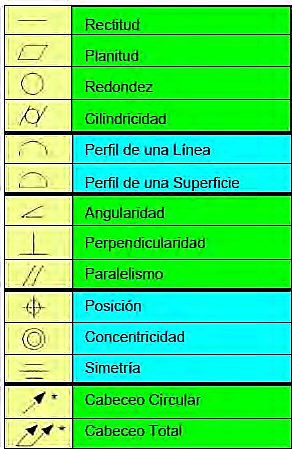 Rectitud
Planitud
Redondez
Cilindricidad
Perfil de una Línea
Perfil de una Superficie
Angularidad
Perpendicularidad
Paralelismo
Posición
Concentricidad
Simetría
* Cabeceo Circular
* Cabeceo Total